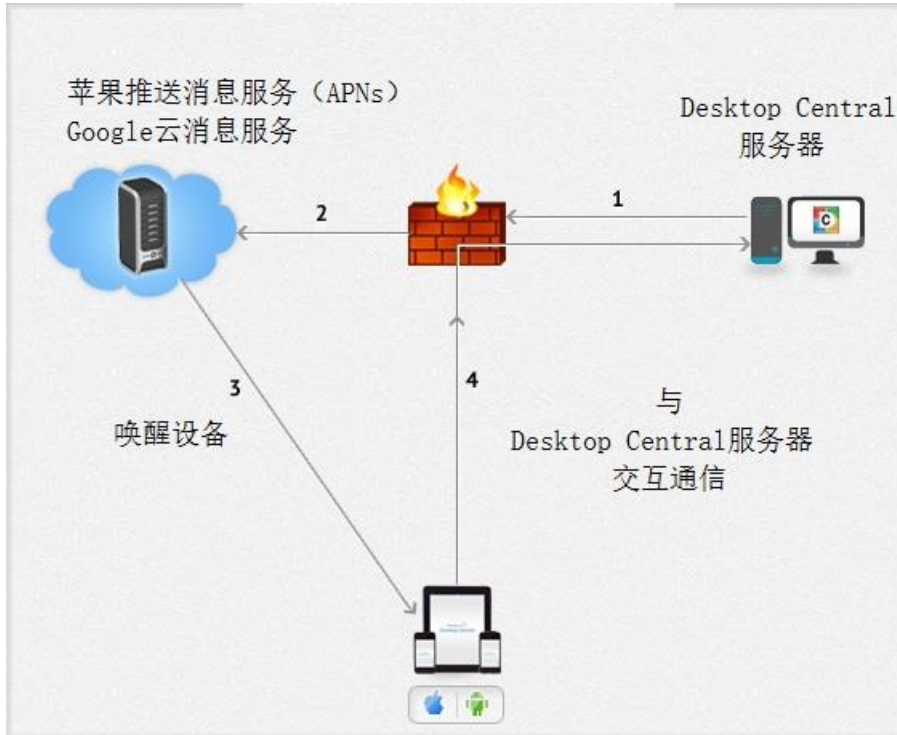 苹果推送消息服务（APNs）
Google云消息服务
Desktop Central
服务器
1
2
3
4
唤醒设备
与
Desktop Central服务器
交互通信
C